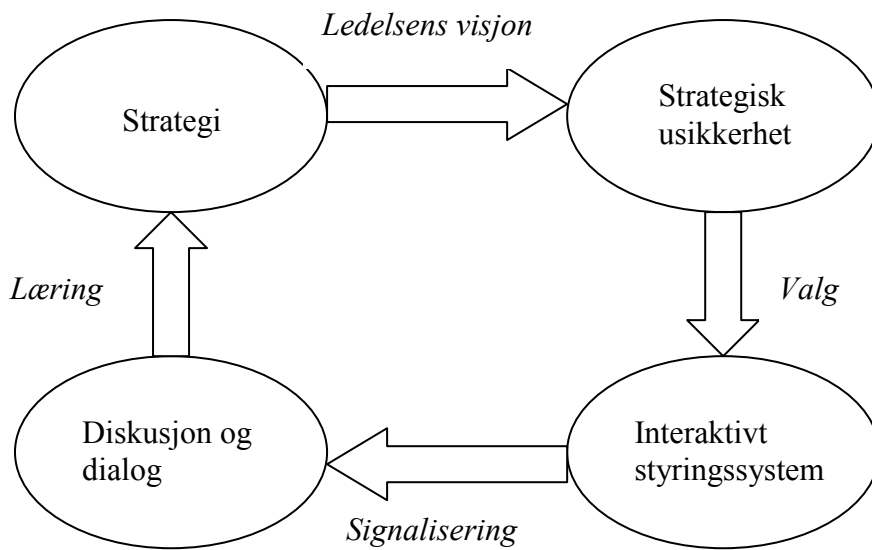 Ledelsens visjon
Strategi
Strategisk
usikkerhet
Læring
Valg
Diskusjon og
dialog
Interaktivt
styringssystem
Signalisering